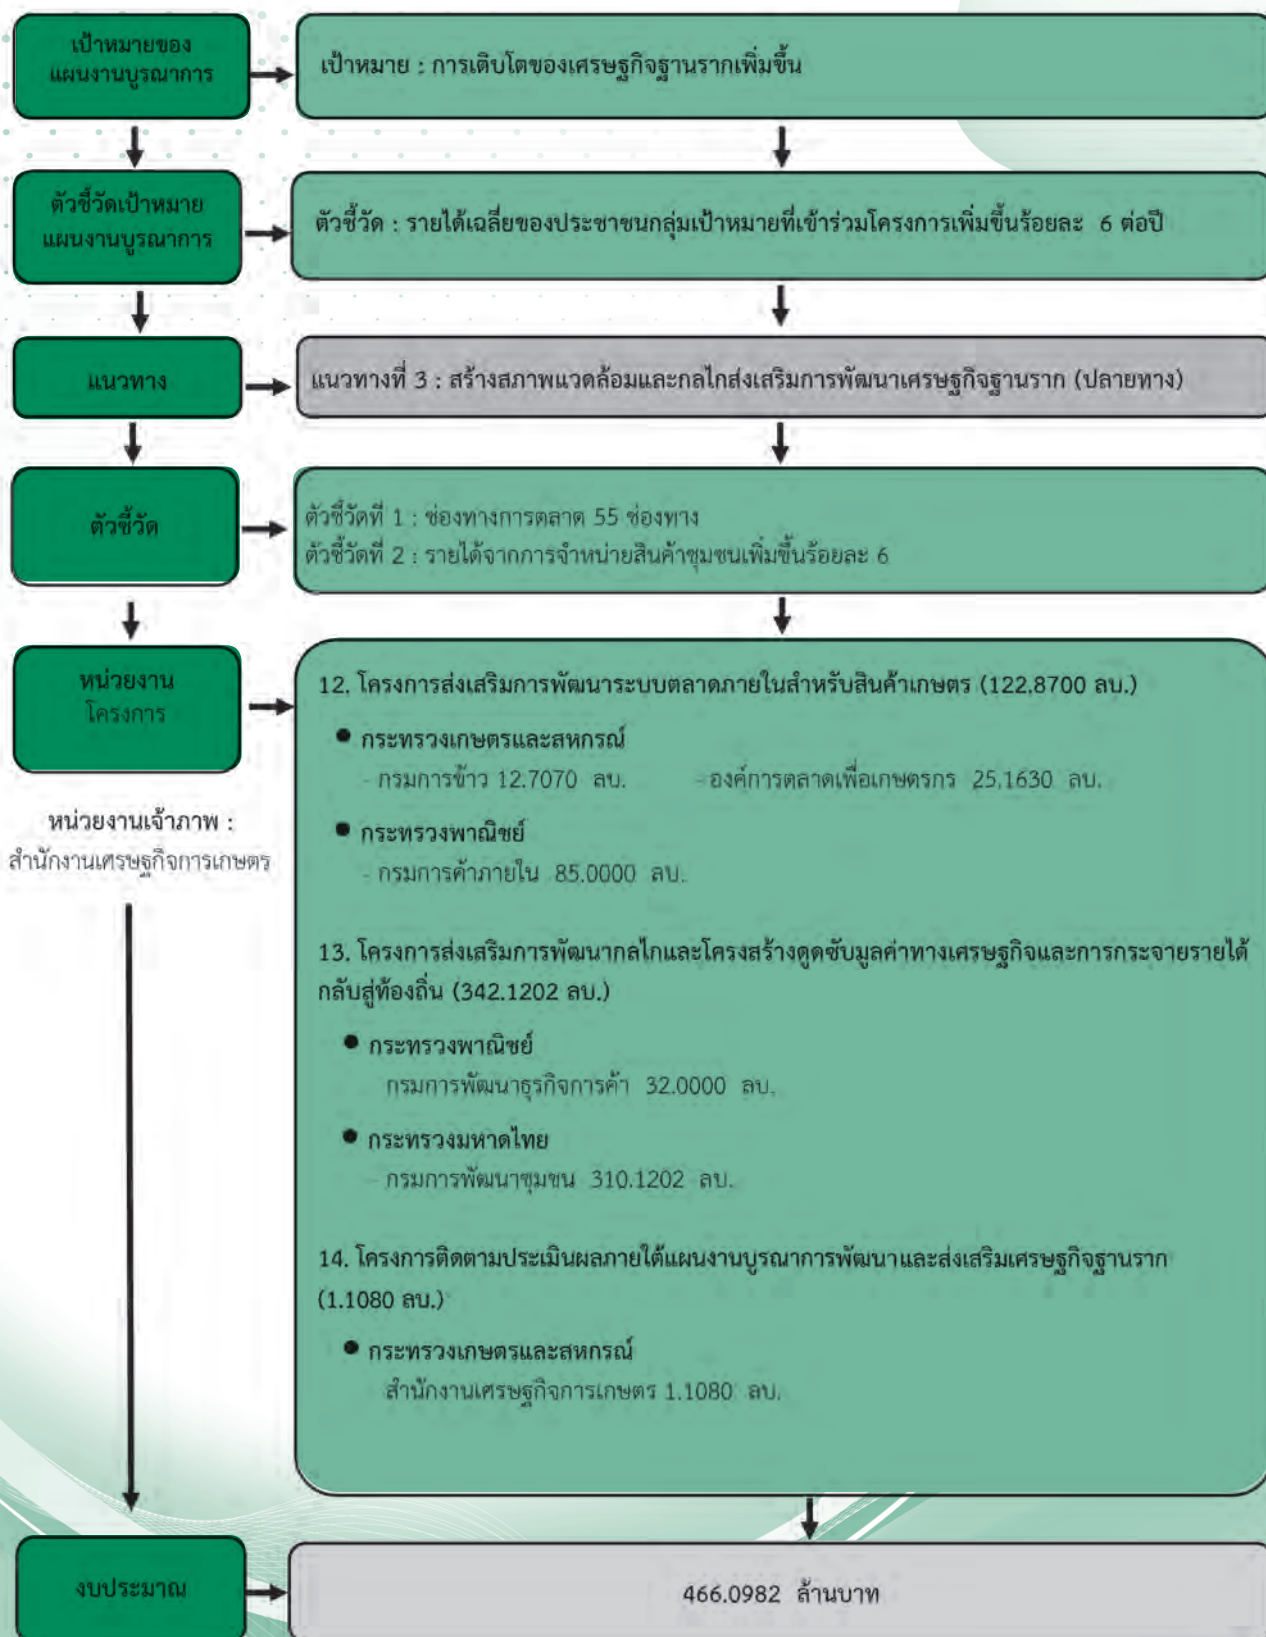 เป้าหมายของ
แผนงานบูรณาการ
เป้าหมาย : การเติบโตของเศรษฐกิจฐานรากเพิ่มขึ้น
ตัวชี้วัดเป้าหมาย
แผนงานบูรณาการ
ตัวชี้วัด : รายได้เฉลี่ยของประชาชนกลุ่มเป้าหมายที่เข้าร่วมโครงการเพิ่มขึ้นร้อยละ 6 ต่อปี
แนวทาง
แนวทางที่ 3 : สร้างสภาพแวดล้อมและกลไกส่งเสริมการพัฒนาเศรษฐกิจฐานราก (ปลายทาง)
ตัวชี้วัด
ตัวชี้วัดที่ 1 : ช่องทางการตลาด 55 ช่องทาง
ตัวชี้วัดที่ 2 : รายได้จากการจำหน่ายสินค้าชุมชนเพิ่มขึ้นร้อยละ 6
หน่วยงาน
โครงการ
หน่วยงานเจ้าภาพ :
สำนักงานเศรษฐกิจการเกษตร
12. โครงการส่งเสริมการพัฒนาระบบตลาดภายในสำหรับสินค้าเกษตร (122.8700 ลบ.)
● กระทรวงเกษตรและสหกรณ์
- กรมการข้าว 12.7070 ลบ. - องค์การตลาดเพื่อเกษตรกร 25.1630 ลบ.
● กระทรวงพาณิชย์
- กรมการค้าภายใน 85.0000 ลบ.
13. โครงการส่งเสริมการพัฒนากลไกและโครงสร้างดูดซับมูลค่าทางเศรษฐกิจและการกระจายรายได้
กลับสู่ท้องถิ่น (342.1202 ลบ.)
● กระทรวงพาณิชย์
กรมการพัฒนาธุรกิจการค้า 32.0000 ลบ.
● กระทรวงมหาดไทย
- กรมการพัฒนาชุมชน 310.1202 ลบ.
14. โครงการติดตามประเมินผลภายใต้แผนงานบูรณาการพัฒนาและส่งเสริมเศรษฐกิจฐานราก
(1.1080 ลบ.)
● กระทรวงเกษตรและสหกรณ์
สำนักงานเศรษฐกิจการเกษตร 1.1080 ลบ.
งบประมาณ
466.0982 ล้านบาท